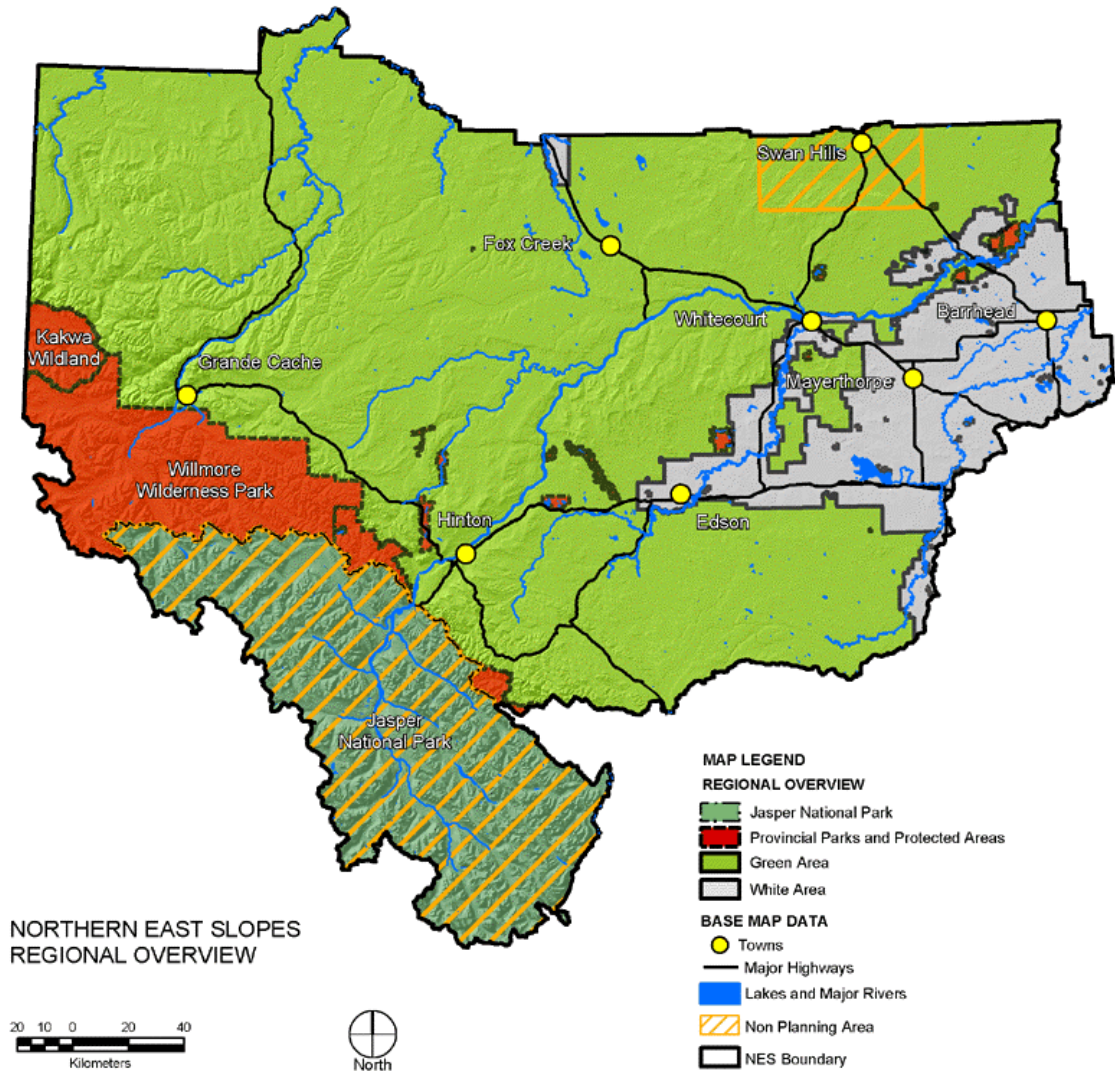 Swan Hills
Fox Creek
Whitecourt
Barrhead
Kakwa
Wildland
Grande Cache
Mayerthorpe
Willmore
Wilderness Park
Hinton
Edson
Jasper
National Park
MAP LEGEND
REGIONAL OVERVIEW
Jasper National Park
Provincial Parks and Protected Areas
Green Area
White Area
BASE MAP DATA
Towns
Major Highways
Lakes and Major Rivers
Non Planning Area
NES Boundary
NORTHERN EAST SLOPES
REGIONAL OVERVIEW
20 10 0 20 40
Kilometers
North